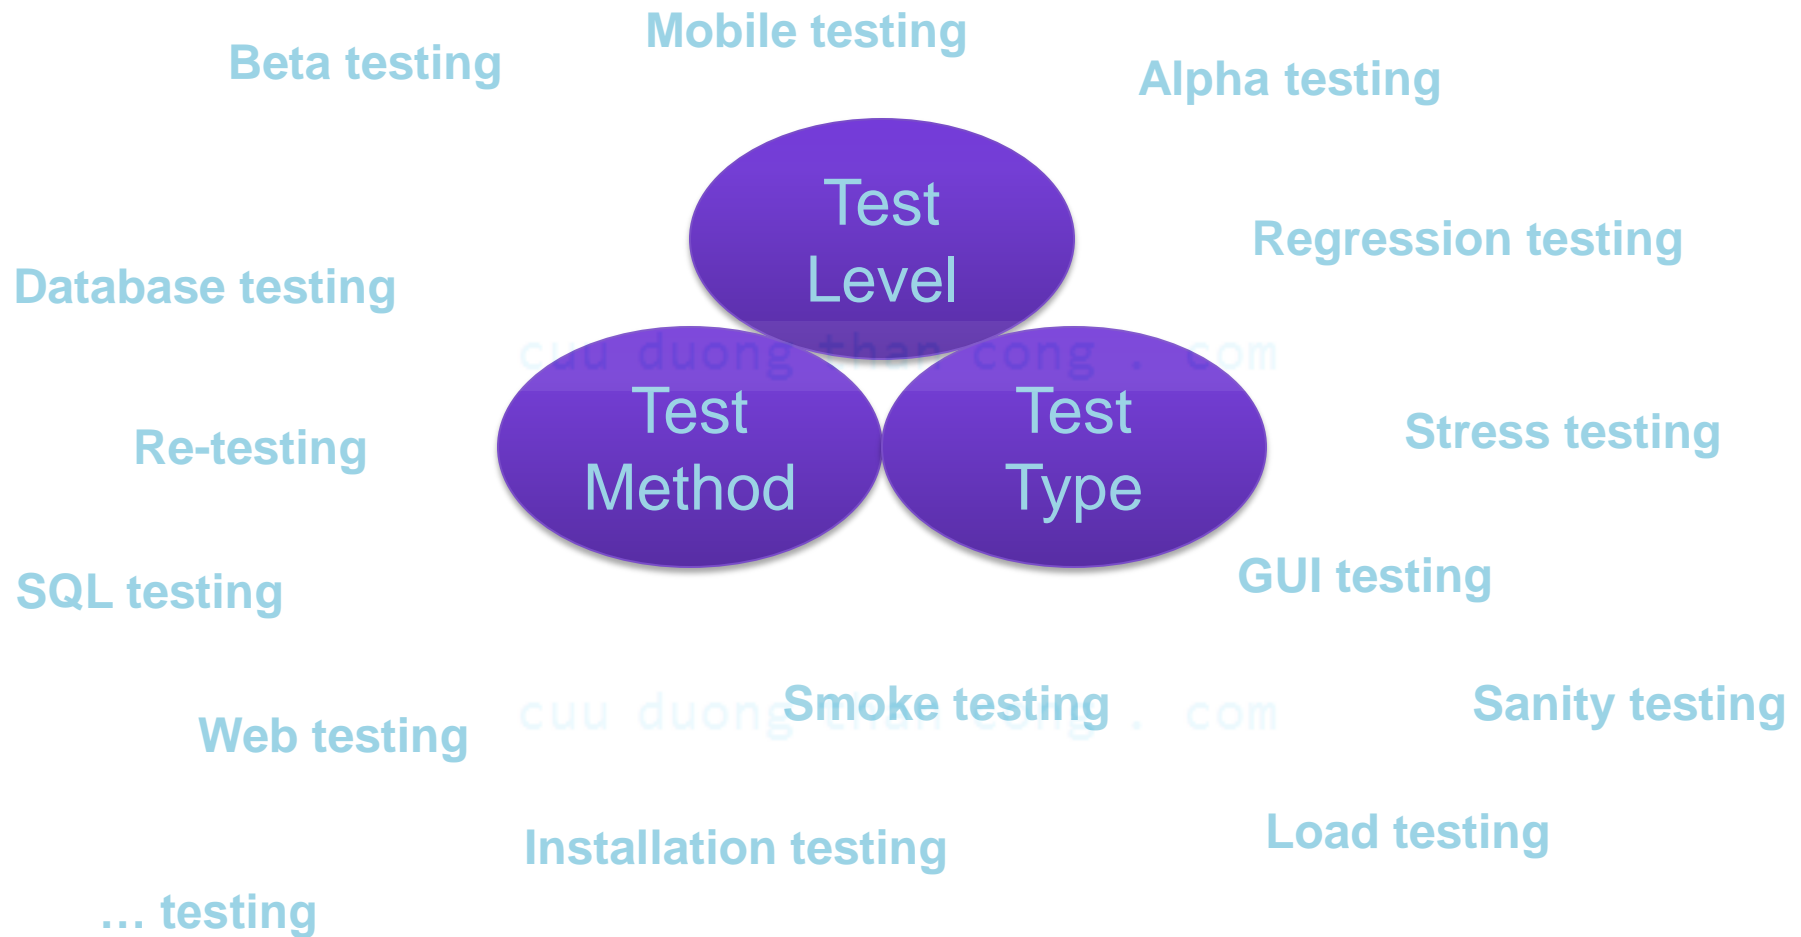 Mobile testing
Beta testing
Alpha testing
Test
Level
Regression testing
Database testing
cuu duong than cong . com
Test
Method
Test
Type
Re-testing
Stress testing
SQL testing
GUI testing
Smoke testing
Sanity testing
cuu duong than cong . com
Web testing
Installation testing
Load testing
... testing